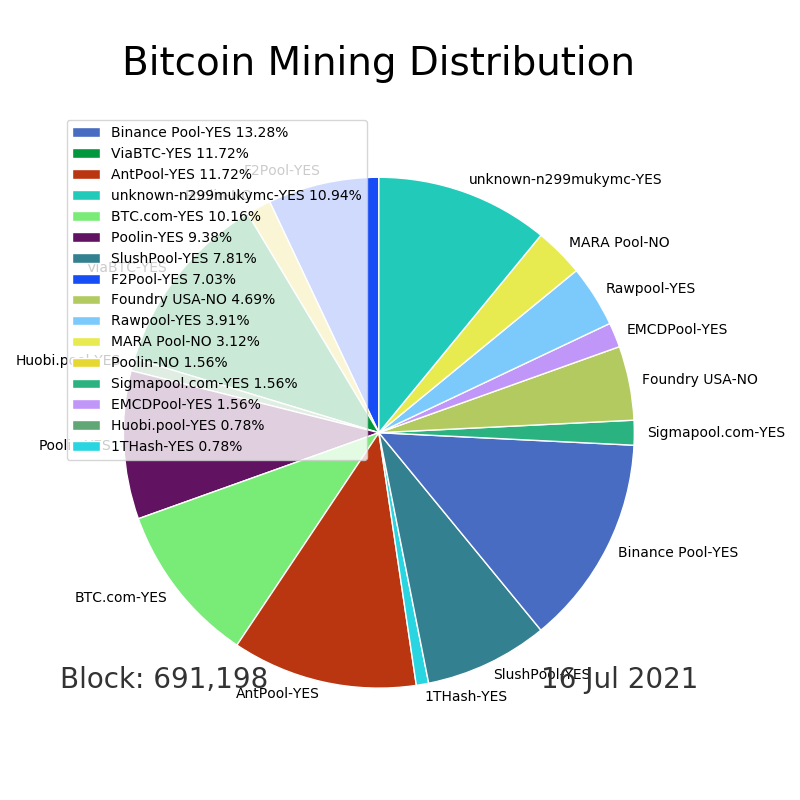 Bitcoin Mining Distribution
Binance Pool-YES 13.28%
ViaBTC-YES 11.72%
AntPool-YES 11.72%
unknown-n299mukymc-YES 10.94%
BTC.com-YES 10.16%
Poolin-YES 9.38%
SlushPool-YES 7.81%
F2Pool-YES 7.03%
Foundry USA-NO 4.69%
Rawpool-YES 3.91%
MARA Pool-NO 3.12%
Poolin-NO 1.56%
Sigmapool.com-YES 1.56%
EMCDPool-YES 1.56%
Huobi.pool-YES 0.78%
1THash-YES 0.78%
F2Pool-YES
ViaBTC-YES
Huobi.pool-YES
Poolin-YES
BTC.com-YES
AntPool-YES
1THash-YES
SlushPool-YES
Binance Pool-YES
Sigmapool.com-YES
Foundry USA-NO
EMCDPool-YES
Rawpool-YES
MARA Pool-NO
unknown-n299mukymc-YES
Block: 691,198
16 Jul 2021